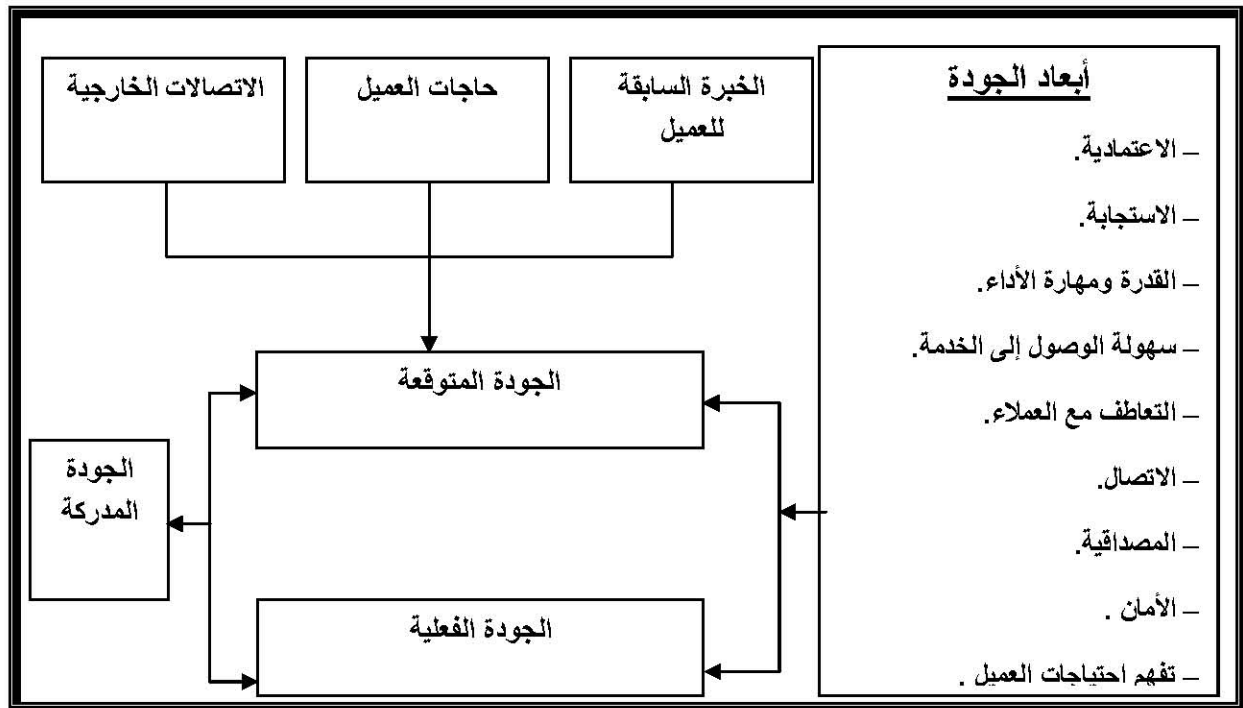 أبعاد الجودة
– الاعتمادية.
– الاستجابة.
– القدرة ومهارة الأداء.
– سهولة الوصول إلى الخدمة.
– التعاطف مع العملاء.
– الاتصال.
– المصداقية.
– الأمان .
– تفهم احتياجات العميل .
الخبرة السابقة
للعميل
حاجات العميل
الاتصالات الخارجية
الجودة المتوقعة
الجودة
المدركة
الجودة الفعلية